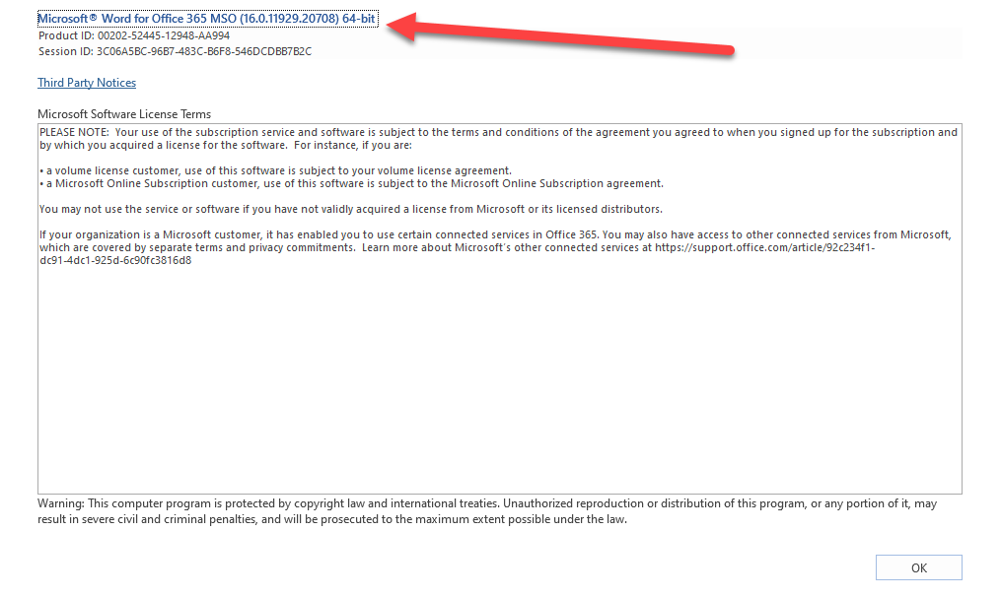 Microsoft® Word for Office 365 MSO (16.0.11929.20708) 64-bit
Product ID: 00202-52445-12948-AA994
Session ID: 3C06A5BC-96B7-483C-B6F8-546DCDBB7B2C
Third Party Notices
Microsoft Software License Terms
PLEASE NOTE:  Your use of the subscription service and software is subject to the terms and conditions of the agreement you agreed to when you signed up for the subscription and
by which you acquired a license for the software.  For instance, if you are:
• a volume license customer, use of this software is subject to your volume license agreement.
• a Microsoft Online Subscription customer, use of this software is subject to the Microsoft Online Subscription agreement.
You may not use the service or software if you have not validly acquired a license from Microsoft or its licensed distributors.
If your organization is a Microsoft customer, it has enabled you to use certain connected services in Office 365. You may also have access to other connected services from Microsoft,
which are covered by separate terms and privacy commitments.  Learn more about Microsoft's other connected services at https://support.office.com/article/92c234f1-
dc91-4dc1-925d-6c90fc3816d8
Warning: This computer program is protected by copyright law and international treaties. Unauthorized reproduction or distribution of this program, or any portion of it, may
result in severe civil and criminal penalties, and will be prosecuted to the maximum extent possible under the law.
OK